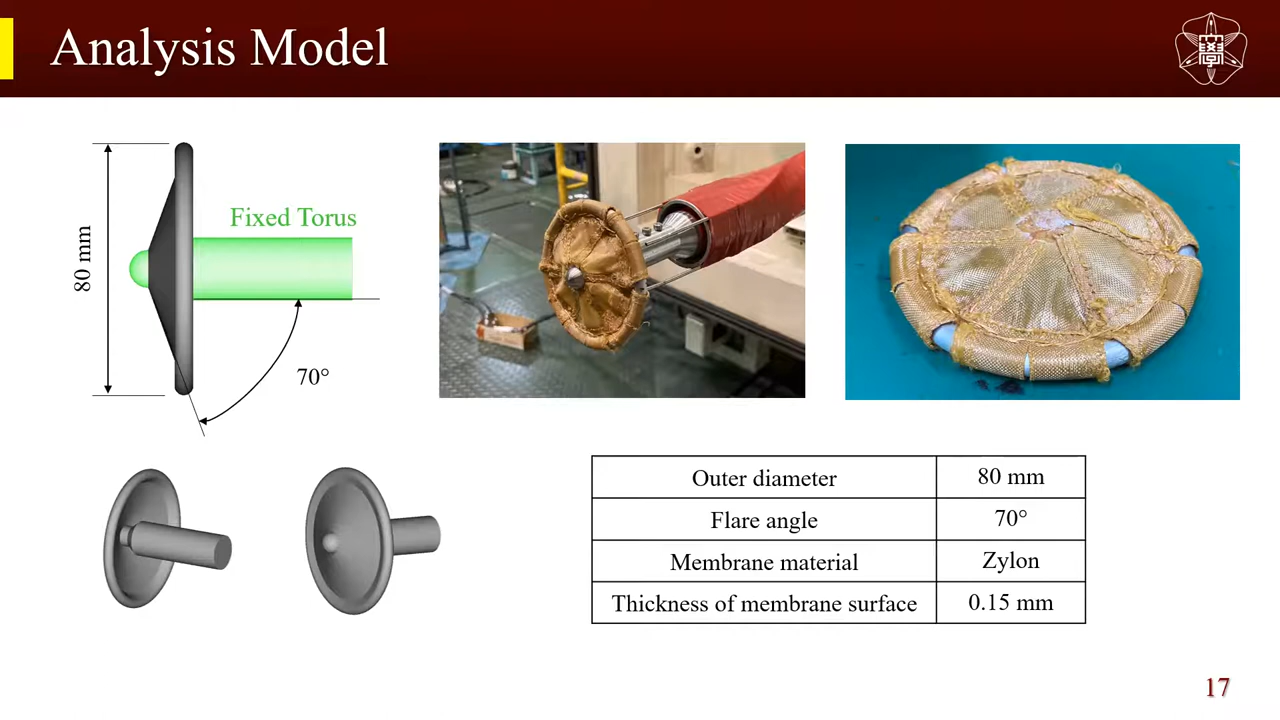 Analysis Model
80 mm
Fixed Torus
70°
Outer diameter 80 mm
Flare angle 70°
Membrane material Zylon
Thickness of membrane surface 0.15 mm
17